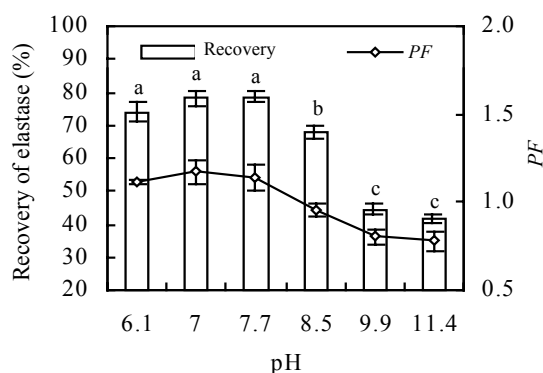 100
90
80
70
60
50
40
30
20
Recovery of elastase (%)
Recovery
PF
a
a
a
b
c
c
2.0
1.5
1.0
0.5
PF
6.1 7 7.7 8.5 9.9 11.4
pH